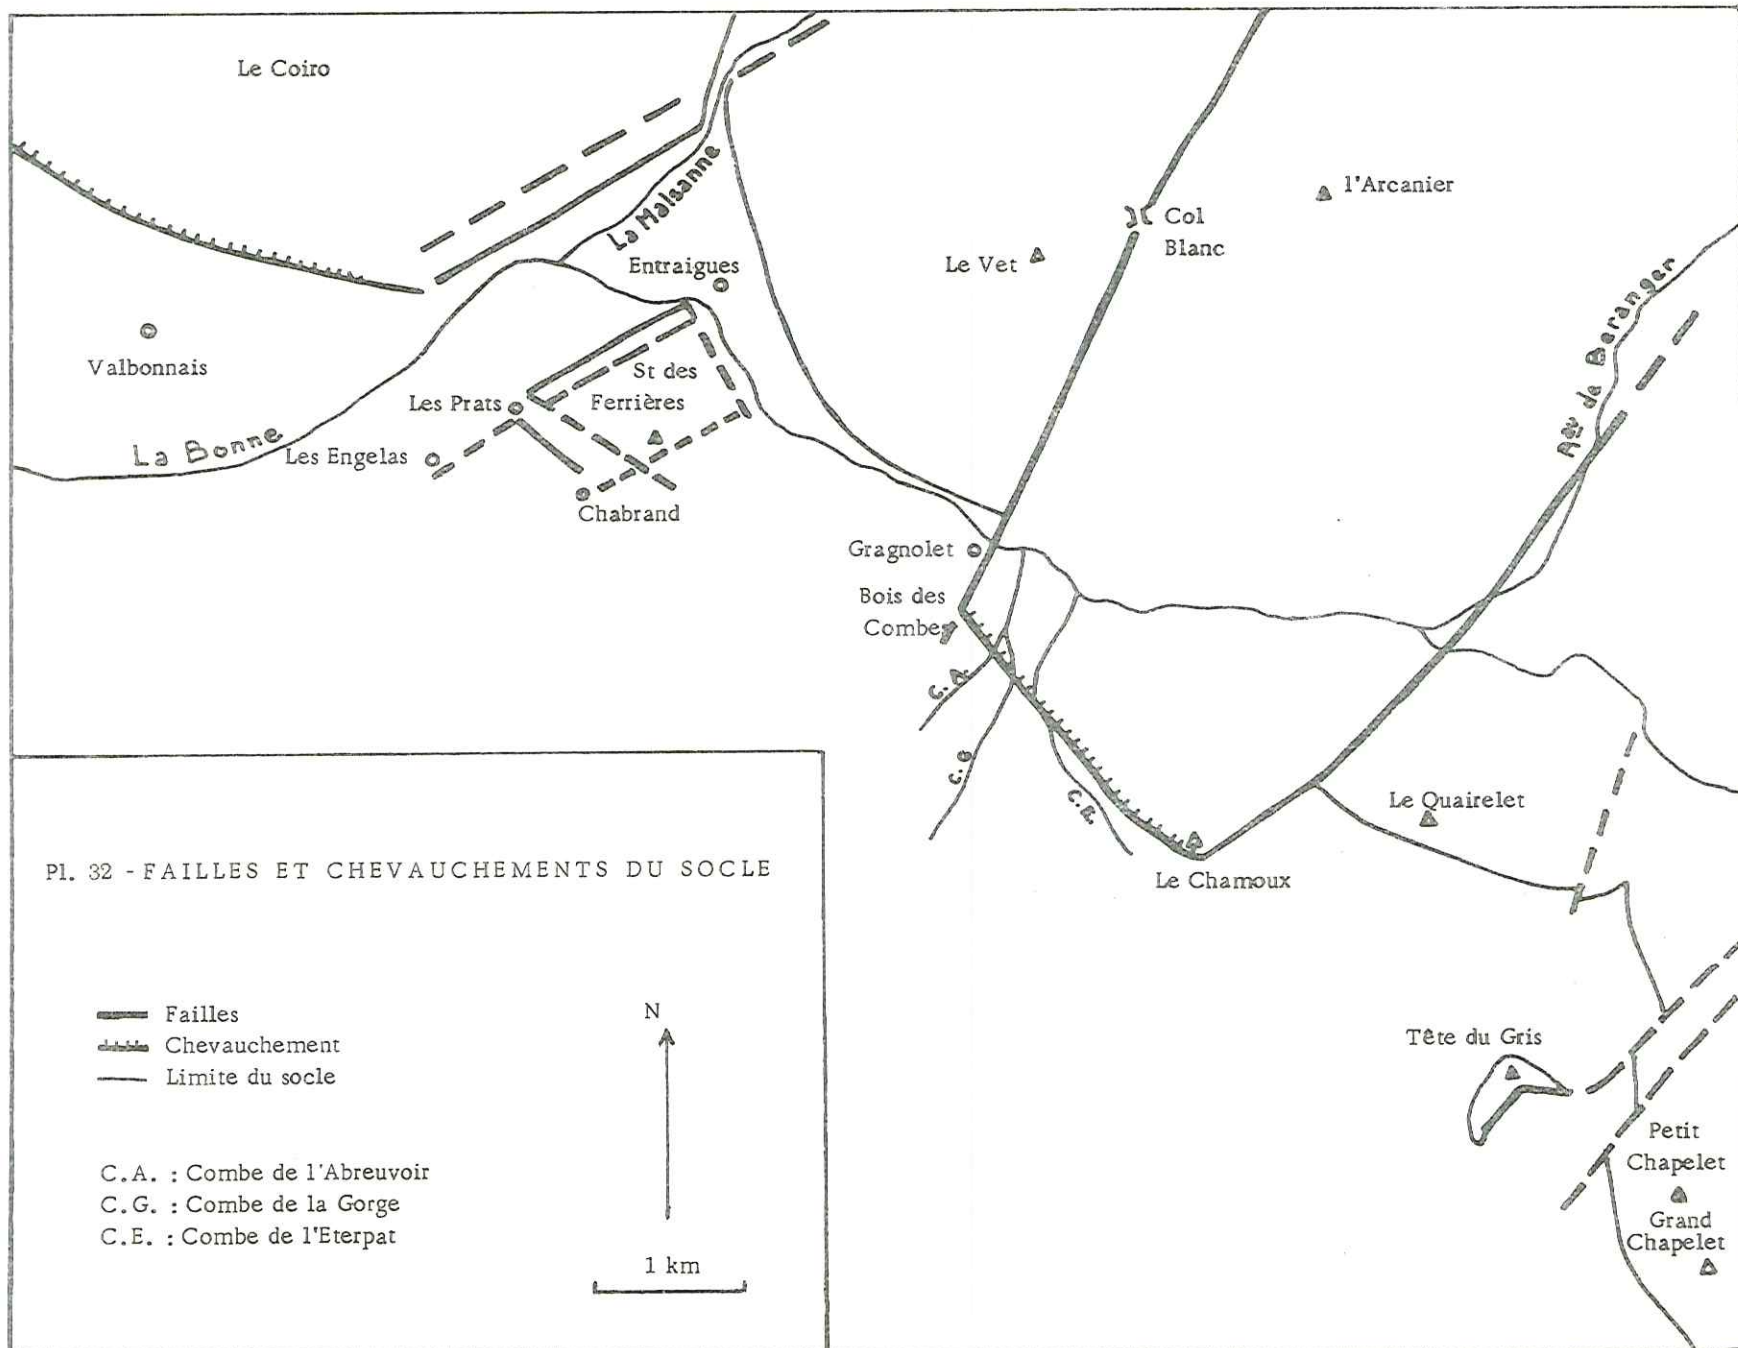 Le Coiro
La Malsanne
l'Arcanier
Col
Blanc
Le Vet
Entraigues
Rau de Beranger
Valbonnais
St des
Ferrières
Les Prats
La Bonne
Les Engelas
Chabrand
Gragnolet
Bois des
Combes
C. A.
C. G
C.E.
Le Quairelet
Le Chamoux
Pl. 32 - FAILLES ET CHEVAUCHEMENTS DU SOCLE
Failles
Chevauchement
Limite du socle
N
Tête du Gris
Petit
Chapelet
Grand
Chapelet
C.A. : Combe de l'Abreuvoir
C.G. : Combe de la Gorge
C.E. : Combe de l'Eterpat
1 km